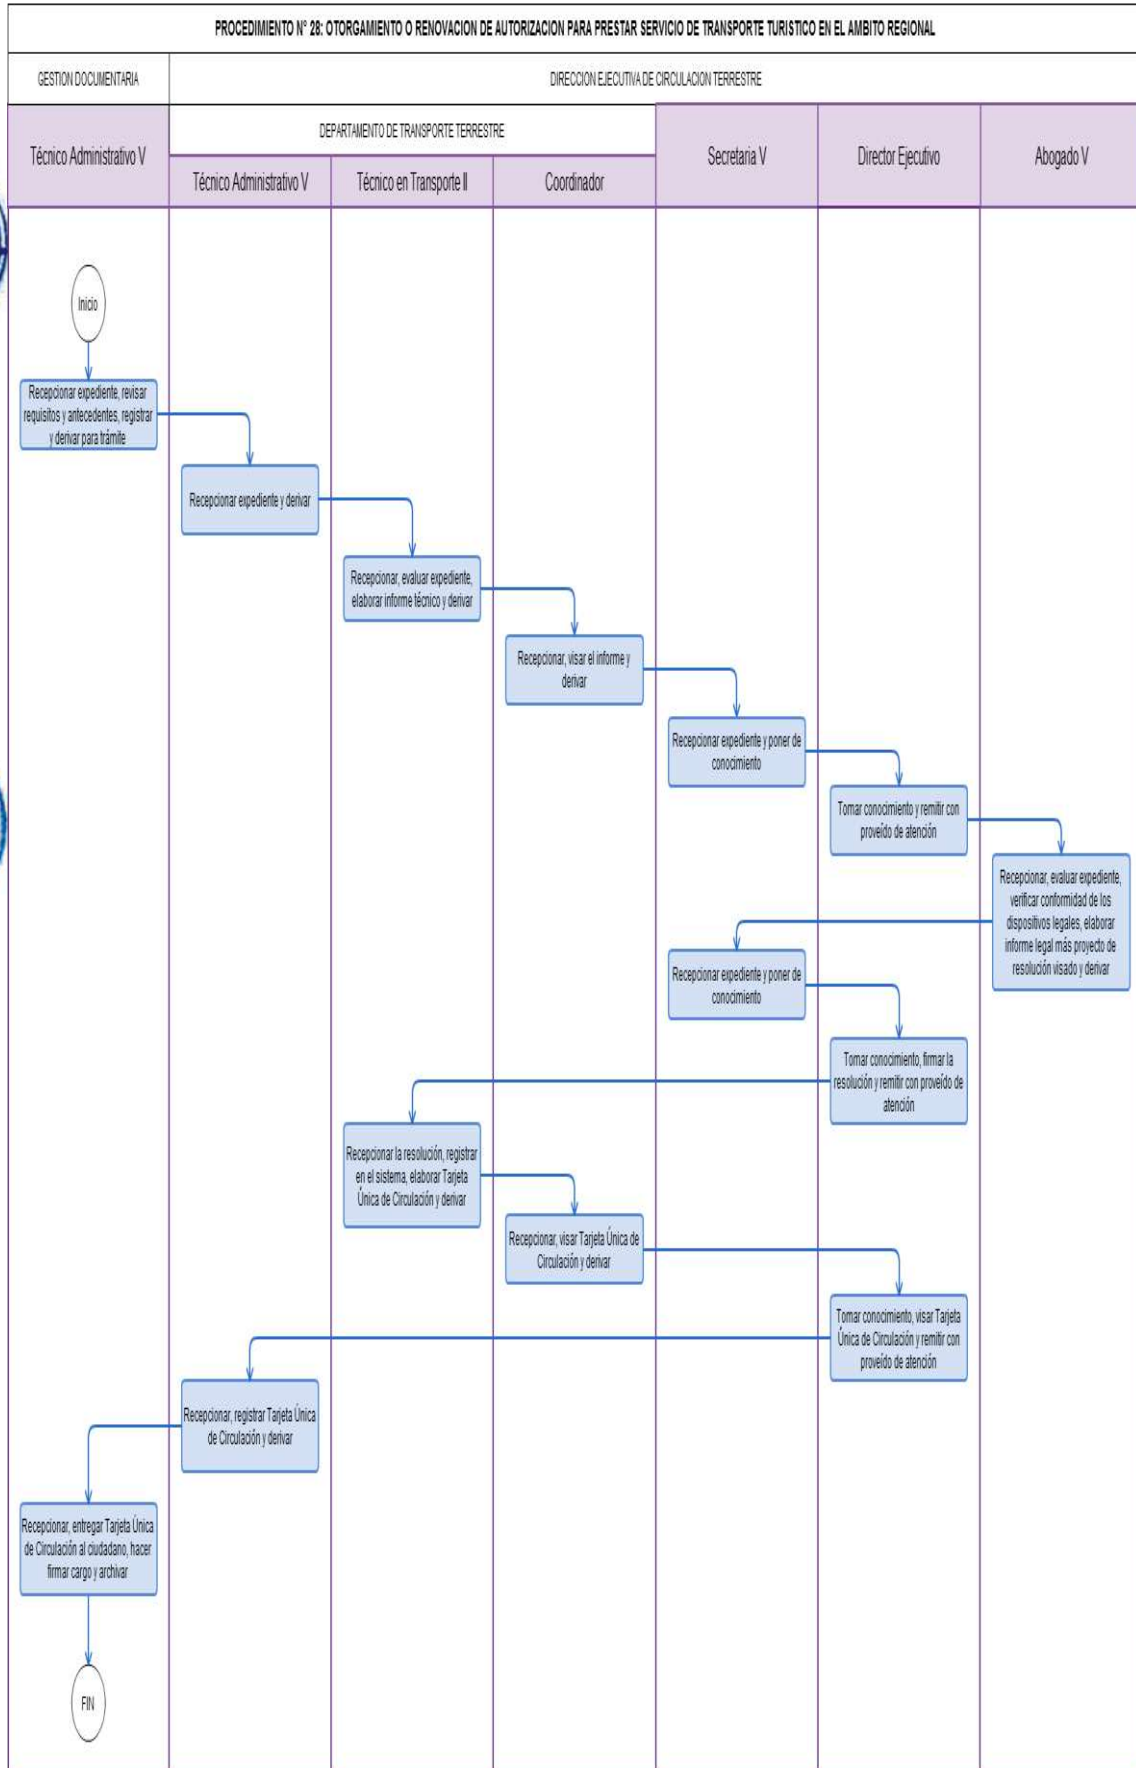 PROCEDIMIENTO N° 28: OTORGAMIENTO O RENOVACION DE AUTORIZACION PARA PRESTAR SERVICIO DE TRANSPORTE TURISTICO EN EL AMBITO REGIONAL
GESTION DOCUMENTARIA
DIRECCION EJECUTIVA DE CIRCULACION TERRESTRE
DEPARTAMENTO DE TRANSPORTE TERRESTRE
Técnico Administrativo V
Secretaria V
Director Ejecutivo
Abogado V
Técnico Administrativo V
Técnico en Transporte II
Coordinador
Inicio
Recepcionar expediente, revisar
requisitos y antecedentes, registrar
y derivar para trámite
Recepcionar expediente y derivar
Recepcionar, evaluar expediente,
elaborar informe técnico y derivar
Recepcionar, visar el informe y
derivar
Recepcionar expediente y poner de
conocimiento
Tomar conocimiento y remitir con
proveído de atención
Recepcionar, evaluar expediente,
verificar conformidad de los
dispositivos legales, elaborar
informe legal más proyecto de
resolución visado y derivar
Recepcionar expediente y poner de
conocimiento
Tomar conocimiento, firmar la
resolución y remitir con proveído de
atención
Recepcionar la resolución, registrar
en el sistema, elaborar Tarjeta
Única de Circulación y derivar
Recepcionar, visar Tarjeta Única de
Circulación y derivar
Tomar conocimiento, visar Tarjeta
Única de Circulación y remitir con
proveído de atención
Recepcionar, registrar Tarjeta Única
de Circulación y derivar
Recepcionar, entregar Tarjeta Única
de Circulación al ciudadano, hacer
firmar cargo y archivar
FIN